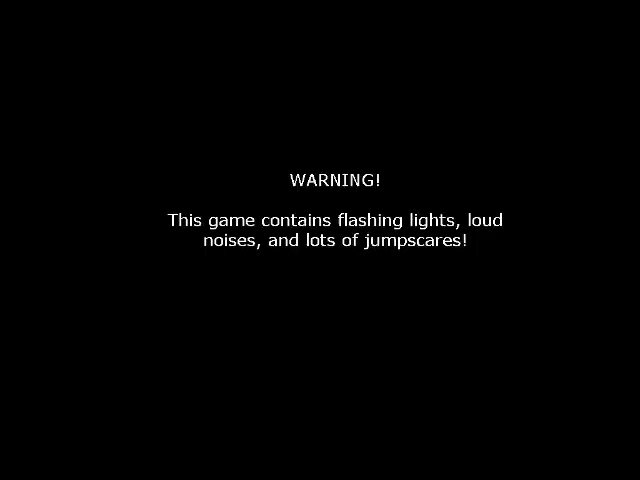 WARNING!
This game contains flashing lights, loud
noises, and lots of jumpscares!